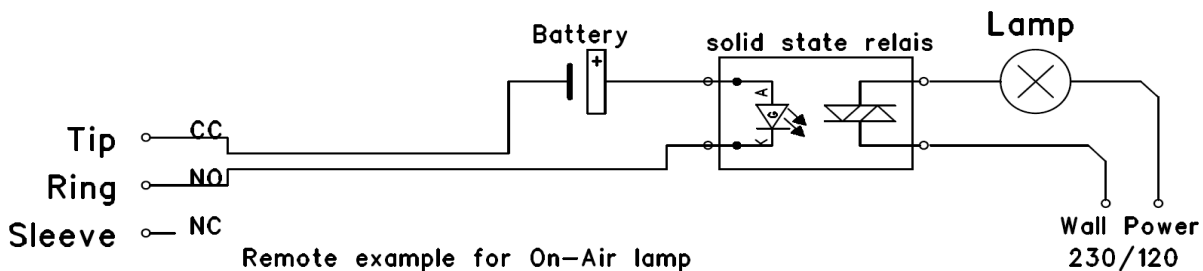 Battery
solid state relais
Lamp
A
G
K
Tip CC
Ring NO
Sleeve NC
Wall Power
230/120
Remote example for On-Air lamp